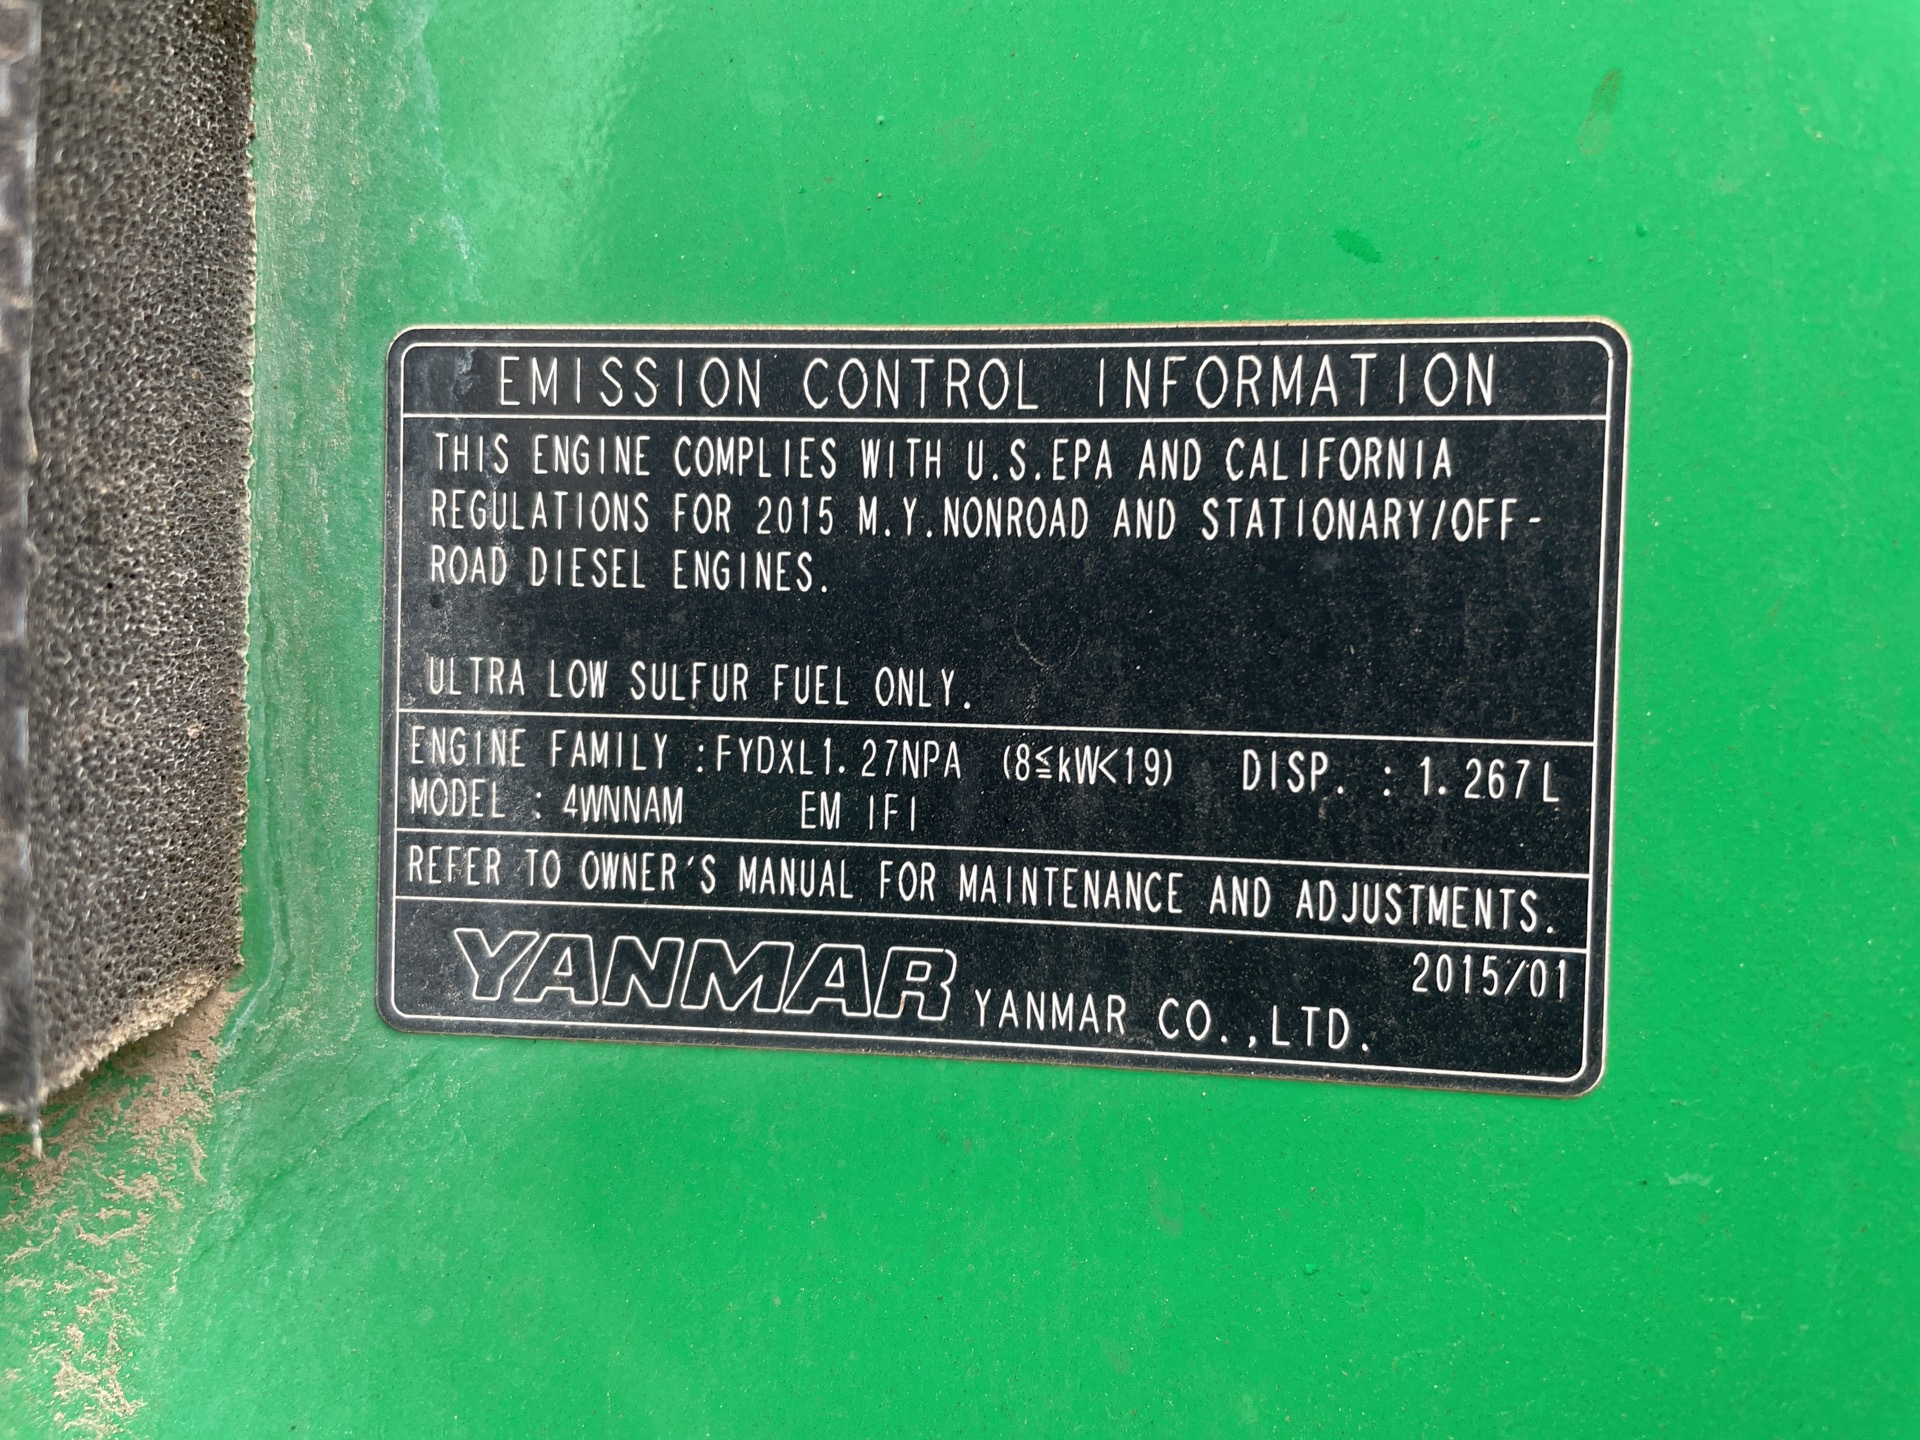 EMISSION CONTROL INFORMATION
THIS ENGINE COMPLIES WITH U.S.EPA AND CALIFORNIA
REGULATIONS FOR 2015 M.Y.NONROAD AND STATIONARY/OFF-
ROAD DIESEL ENGINES.
ULTRA LOW SULFUR FUEL ONLY.
ENGINE FAMILY :FYDXL1.27NPA (8≦kW<19) DISP. : 1.267L
MODEL : 4WNNAM EM IFI
REFER TO OWNER'S MANUAL FOR MAINTENANCE AND ADJUSTMENTS.
2015/01
YANMAR YANMAR CO.,LTD.